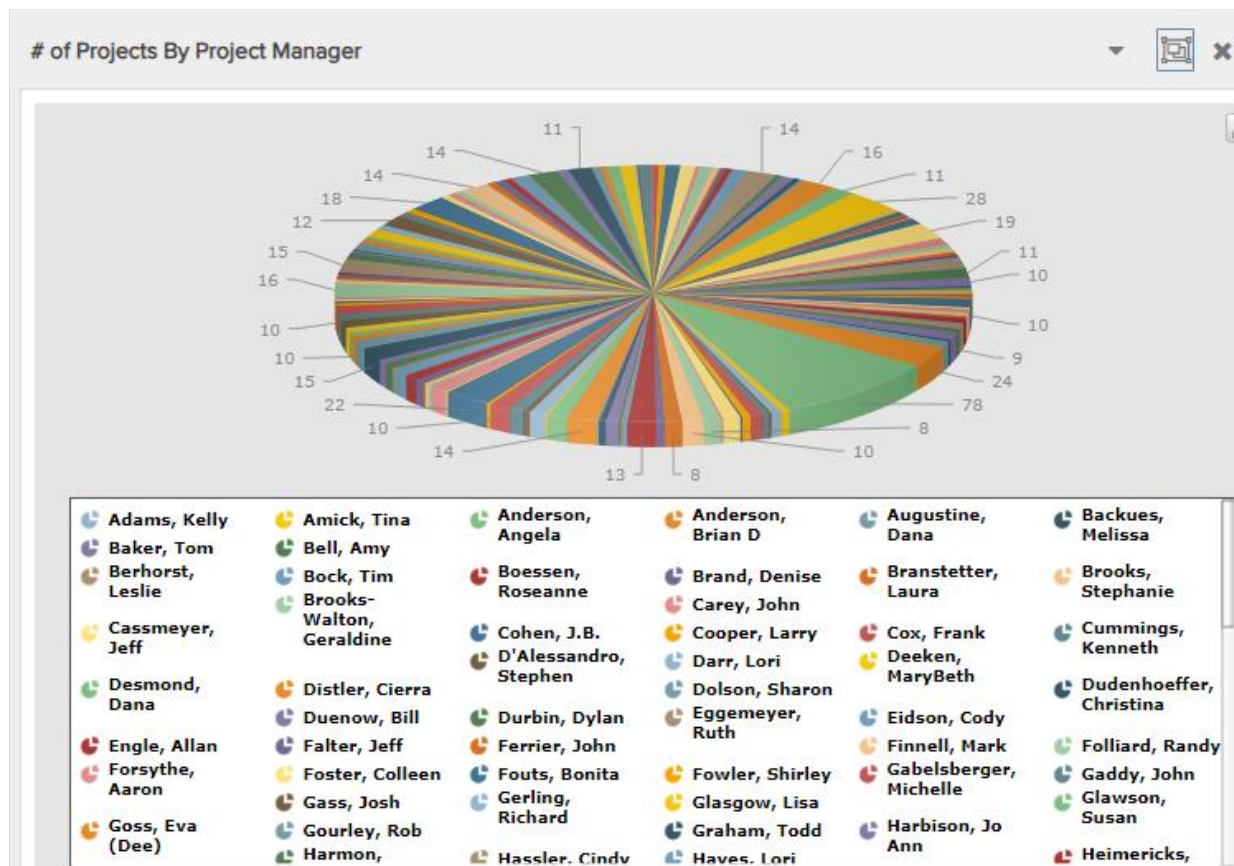 # of Projects By Project Manager
11
14
14
16
14
11
18
28
12
19
15
11
16
10
10
10
10
9
15
24
22
78
10
8
14
10
13
8
Adams, Kelly
Amick, Tina
Anderson,
Angela
Anderson,
Brian D
Augustine,
Dana
Backues,
Melissa
Baker, Tom
Bell, Amy
Berhorst,
Leslie
Bock, Tim
Boessen,
Roseanne
Brand, Denise
Branstetter,
Laura
Brooks,
Stephanie
Brooks-
Walton,
Geraldine
Carey, John
Cassmeyer,
Jeff
Cohen, J.B.
Cooper, Larry
Cox, Frank
Cummings,
Kenneth
D'Alessandro,
Stephen
Darr, Lori
Deeken,
MaryBeth
Desmond,
Dana
Distler, Cierra
Dolson, Sharon
Dudenhoeffer,
Christina
Duenow, Bill
Durbin, Dylan
Eggemeyer,
Ruth
Eidson, Cody
Engle, Allan
Falter, Jeff
Ferrier, John
Finnell, Mark
Folliard, Randy
Forsythe,
Aaron
Foster, Colleen
Fouts, Bonita
Fowler, Shirley
Gabelsberger,
Michelle
Gaddy, John
Gass, Josh
Gerling,
Richard
Glasgow, Lisa
Glawson,
Susan
Goss, Eva
(Dee)
Gourley, Rob
Graham, Todd
Harbison, Jo
Ann
Harmon,
Hassler, Cindy
Hayes, Lori
Heimericks,